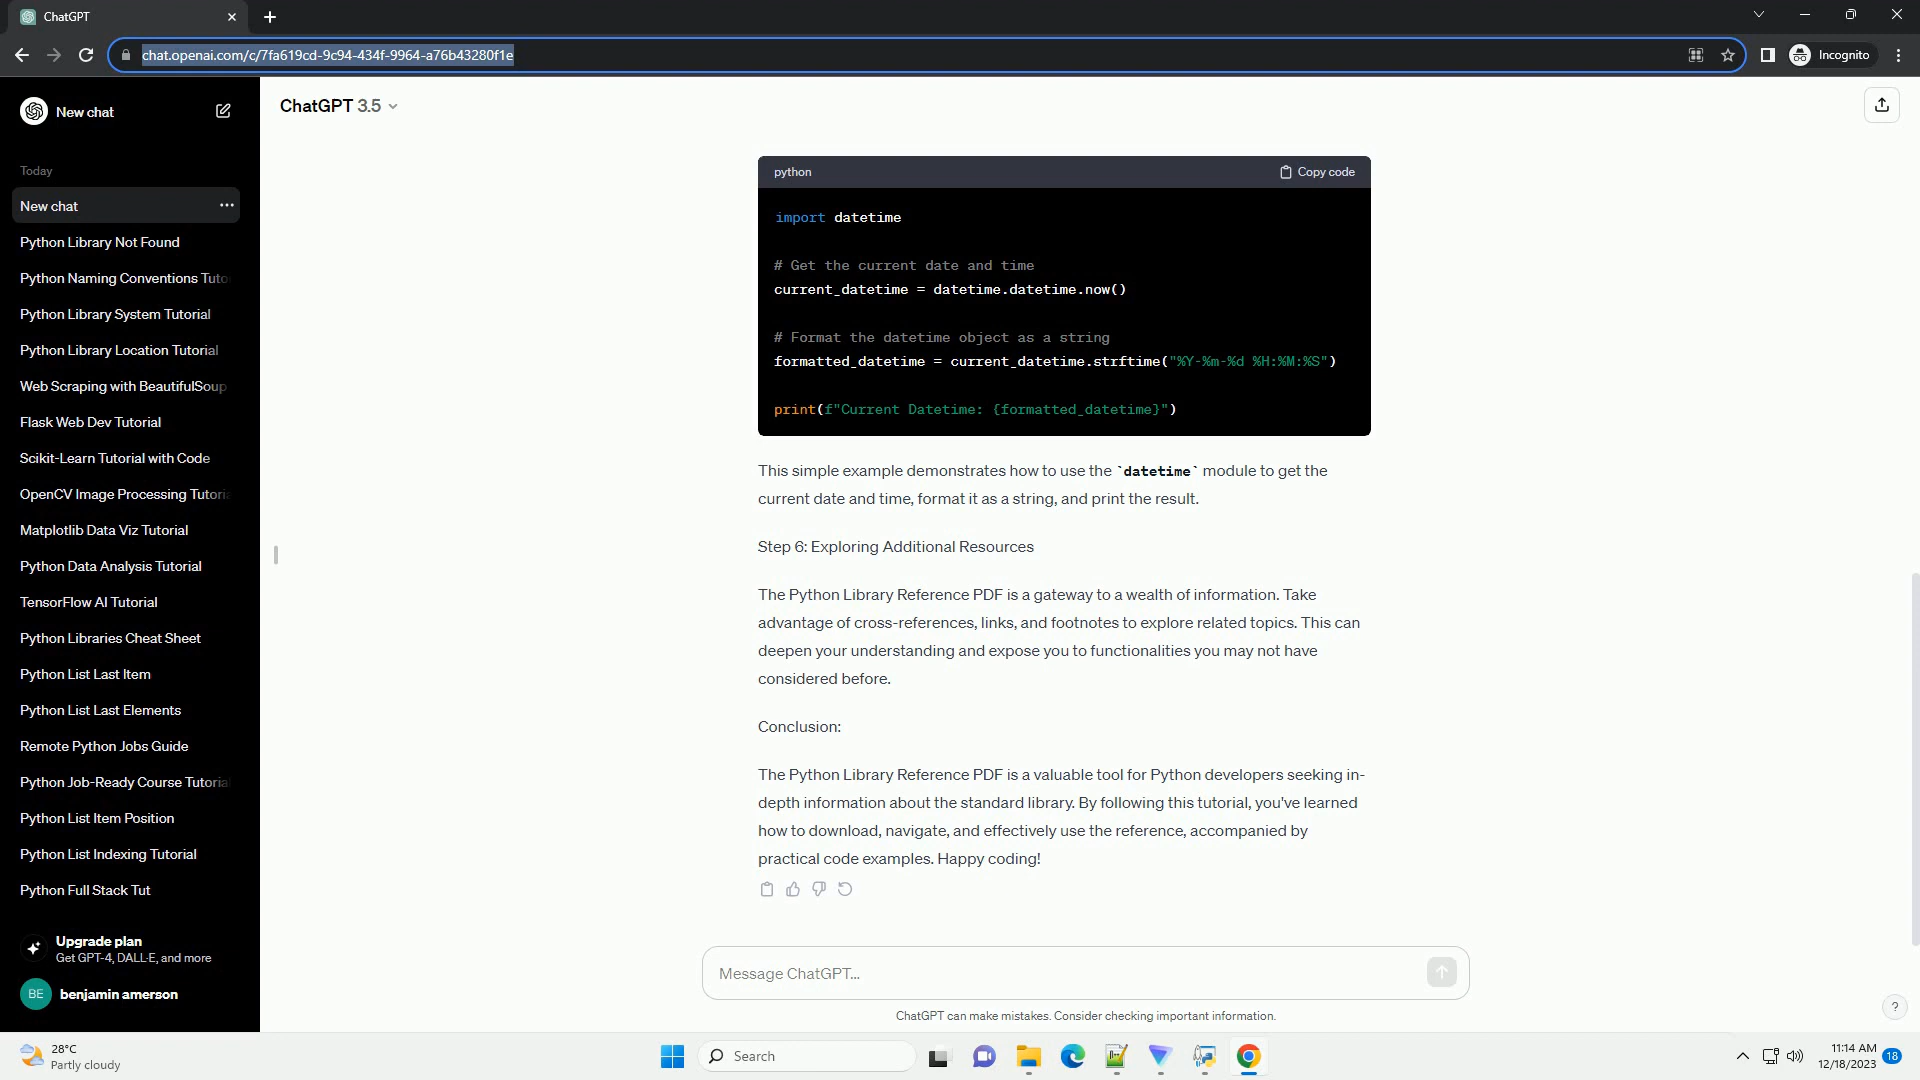 ChatGPT
chat.openai.com/c/7fa619cd-9c94-434f-9964-a76b43280f1e
Incognito
New chat
ChatGPT 3.5
Today
New chat
Python Library Not Found
Python Naming Conventions Tuto
Python Library System Tutorial
Python Library Location Tutorial
Web Scraping with BeautifulSoup
Flask Web Dev Tutorial
Scikit-Learn Tutorial with Code
OpenCV Image Processing Tutoria
Matplotlib Data Viz Tutorial
Python Data Analysis Tutorial
TensorFlow AI Tutorial
Python Libraries Cheat Sheet
Python List Last Item
Python List Last Elements
Remote Python Jobs Guide
Python Job-Ready Course Tutoria
Python List Item Position
Python List Indexing Tutorial
Python Full Stack Tut
Upgrade plan
Get GPT-4, DALL·E, and more
BE benjamin amerson
python Copy code
import datetime
# Get the current date and time
current_datetime = datetime.datetime.now()
# Format the datetime object as a string
formatted_datetime = current_datetime.strftime("%Y-%m-%d %H:%M:%S")
print(f"Current Datetime: {formatted_datetime}")
This simple example demonstrates how to use the `datetime` module to get the
current date and time, format it as a string, and print the result.
Step 6: Exploring Additional Resources
The Python Library Reference PDF is a gateway to a wealth of information. Take
advantage of cross-references, links, and footnotes to explore related topics. This can
deepen your understanding and expose you to functionalities you may not have
considered before.
Conclusion:
The Python Library Reference PDF is a valuable tool for Python developers seeking in-
depth information about the standard library. By following this tutorial, you've learned
how to download, navigate, and effectively use the reference, accompanied by
practical code examples. Happy coding!
Message ChatGPT...
ChatGPT can make mistakes. Consider checking important information.
?
28°C
Partly cloudy
Search
11:14 AM
12/18/2023
18